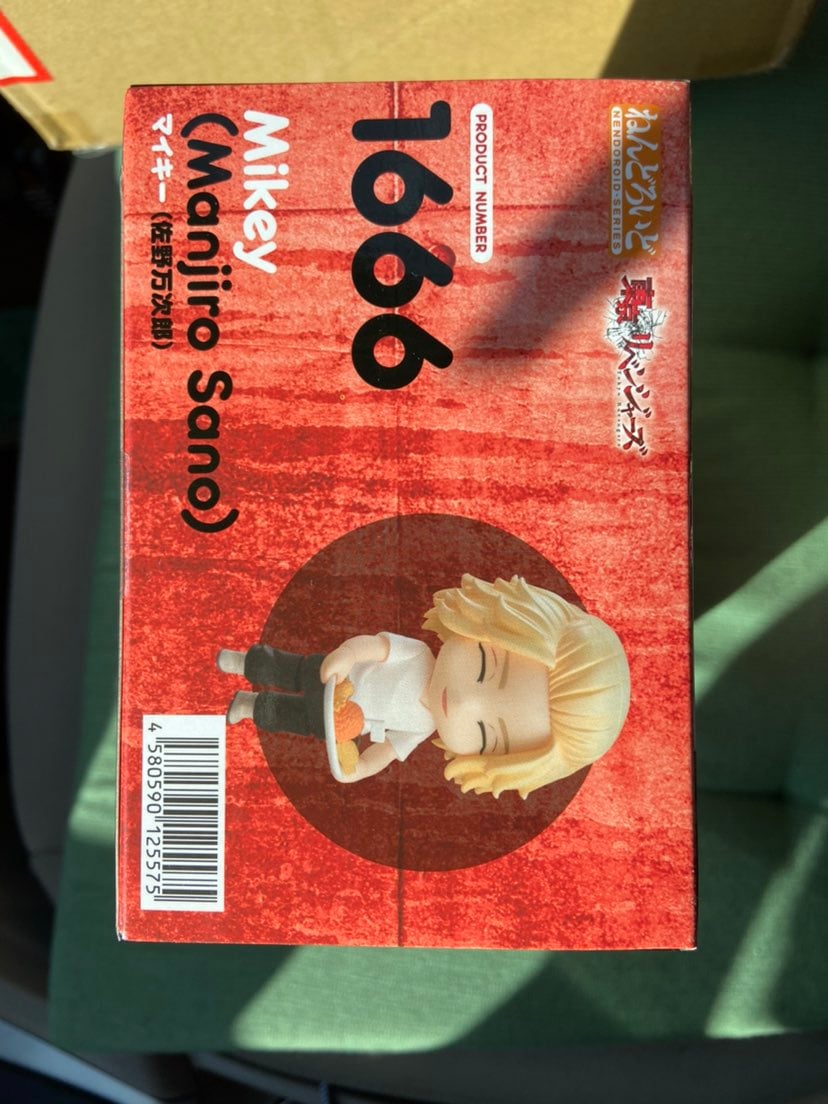 ねんどろいど
NENDOROID-SERIES
東京リベンジャーズ
PRODUCT NUMBER
1666
Mikey
(Manjiro Sano)
マイキー(佐野万次郎)
4 580590 125575